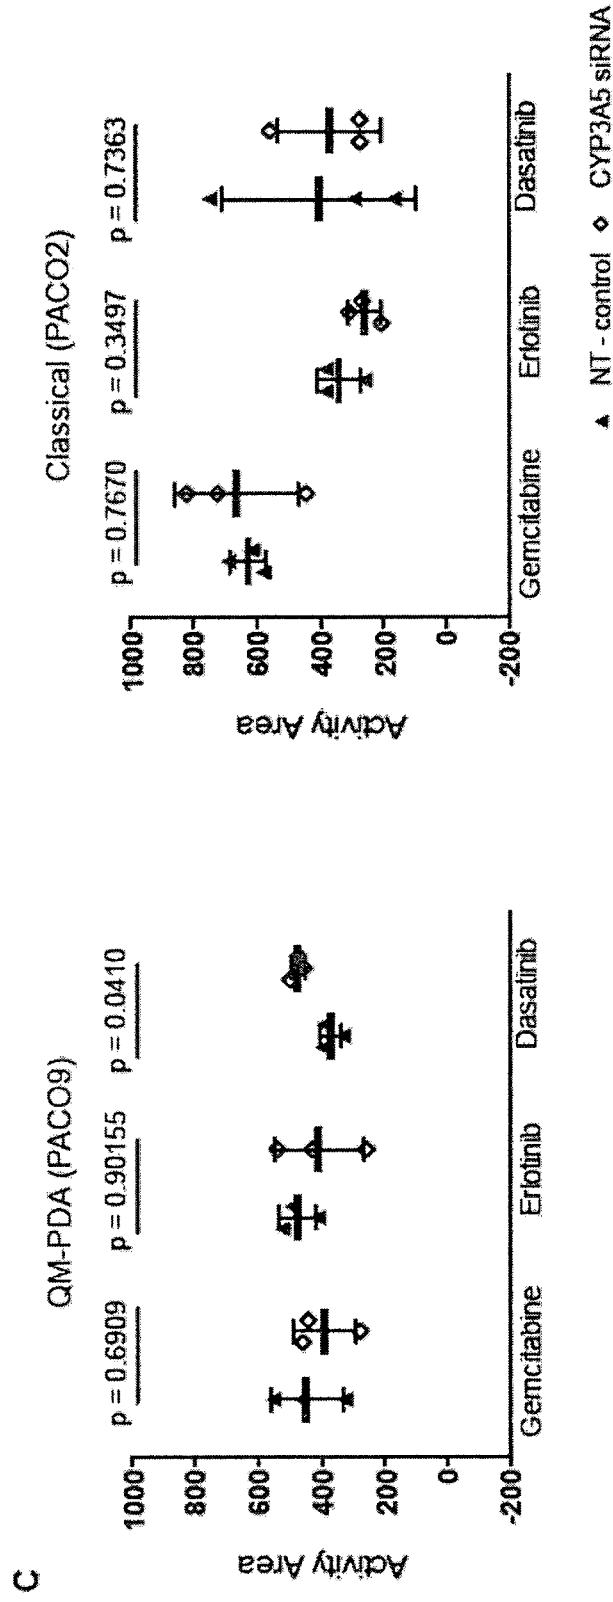 C
QM-PDA (PACO9)
p = 0.6909
p = 0.90155
p = 0.0410
Activity Area
1000
800
600
400
200
0
-200
Gemcitabine
Erlotinib
Dasatinib
Classical (PACO2)
p = 0.7670
p = 0.3497
p = 0.7363
Activity Area
1000
800
600
400
200
0
-200
Gemcitabine
Erlotinib
Dasatinib
NT - control
CYP3A5 siRNA